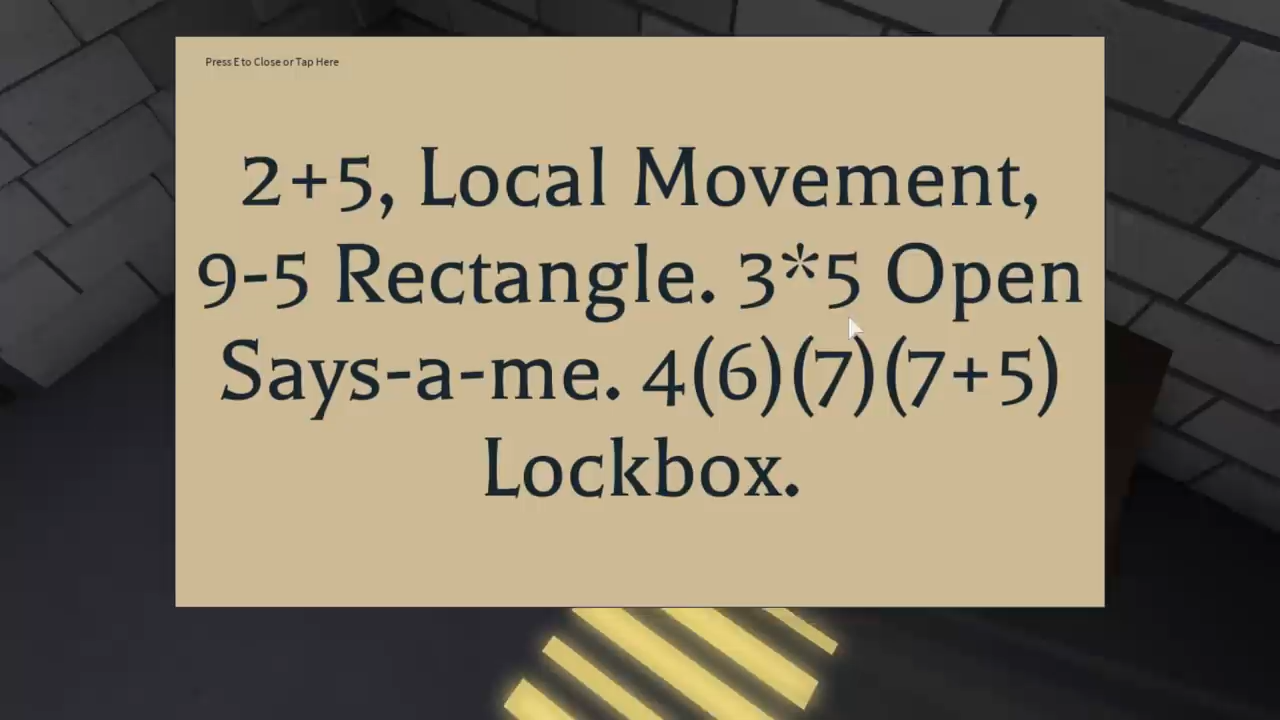 Press E to Close or Tap Here
2+5, Local Movement,
9-5 Rectangle. 3*5 Open
Says-a-me. 4(6)(7)(7+5)
Lockbox.